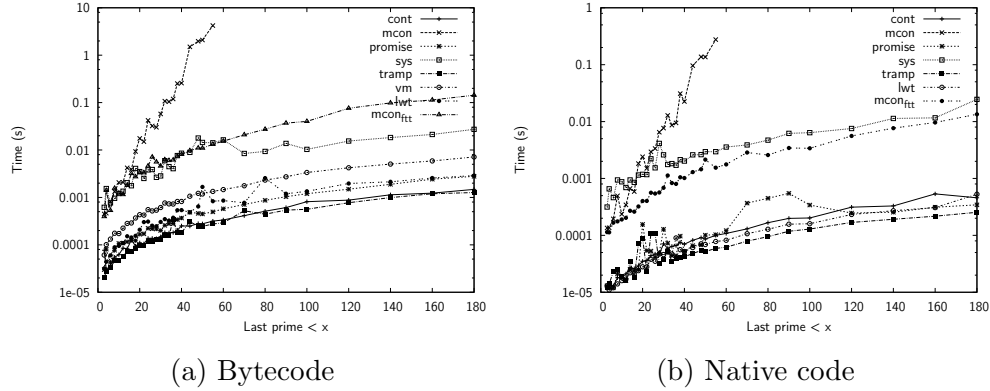 10
1
0.1
0.01
0.001
0.0001
1e-05
Time (s)
0 20 40 60 80 100 120 140 160 180
Last prime < x
cont
mcon
promise
sys
tramp
vm
lwt
mcon_ftt
(a) Bytecode
1
0.1
0.01
0.001
0.0001
1e-05
Time (s)
0 20 40 60 80 100 120 140 160 180
Last prime < x
cont
mcon
promise
sys
tramp
lwt
mcon_ftt
(b) Native code